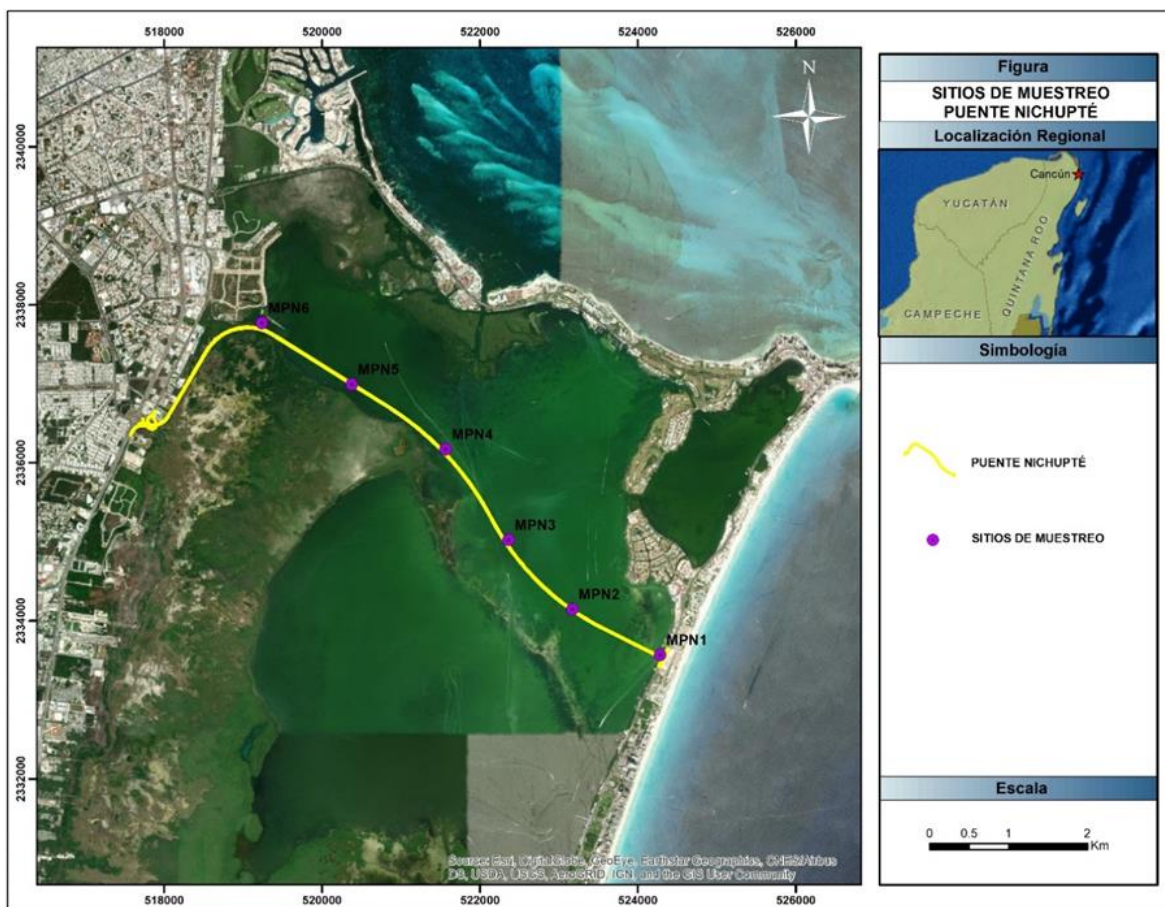 518000 520000 522000 524000 526000
2340000
2338000
2336000
2334000
2332000
N
MPN6
MPN5
MPN4
MPN3
MPN2
MPN1
Source: Esri, DigitalGlobe, GeoEye, Earthstar Geographics, CNES/Airbus
DS, USDA, USGS, AeroGRID, IGN, and the GIS User Community
518000 520000 522000 524000 526000
Figura
SITIOS DE MUESTREO
PUENTE NICHUPTÉ
Localización Regional
Cancún
YUCATÁN
QUINTANA ROO
CAMPECHE
Simbología
PUENTE NICHUPTÉ
SITIOS DE MUESTREO
Escala
0 0.5 1 2
Km